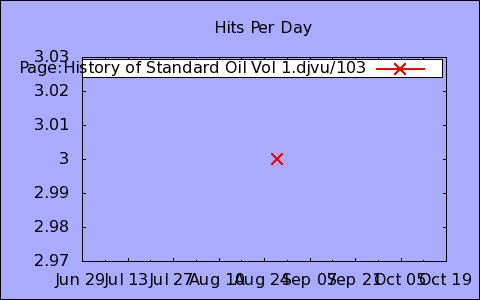 Hits Per Day
3.03
Page:History of Standard Oil Vol 1.djvu/103
3.02
3.01
3
2.99
2.98
2.97
Jun 29 Jul 13 Jul 27 Aug 10 Aug 24 Sep 07 Sep 21 Oct 05 Oct 19